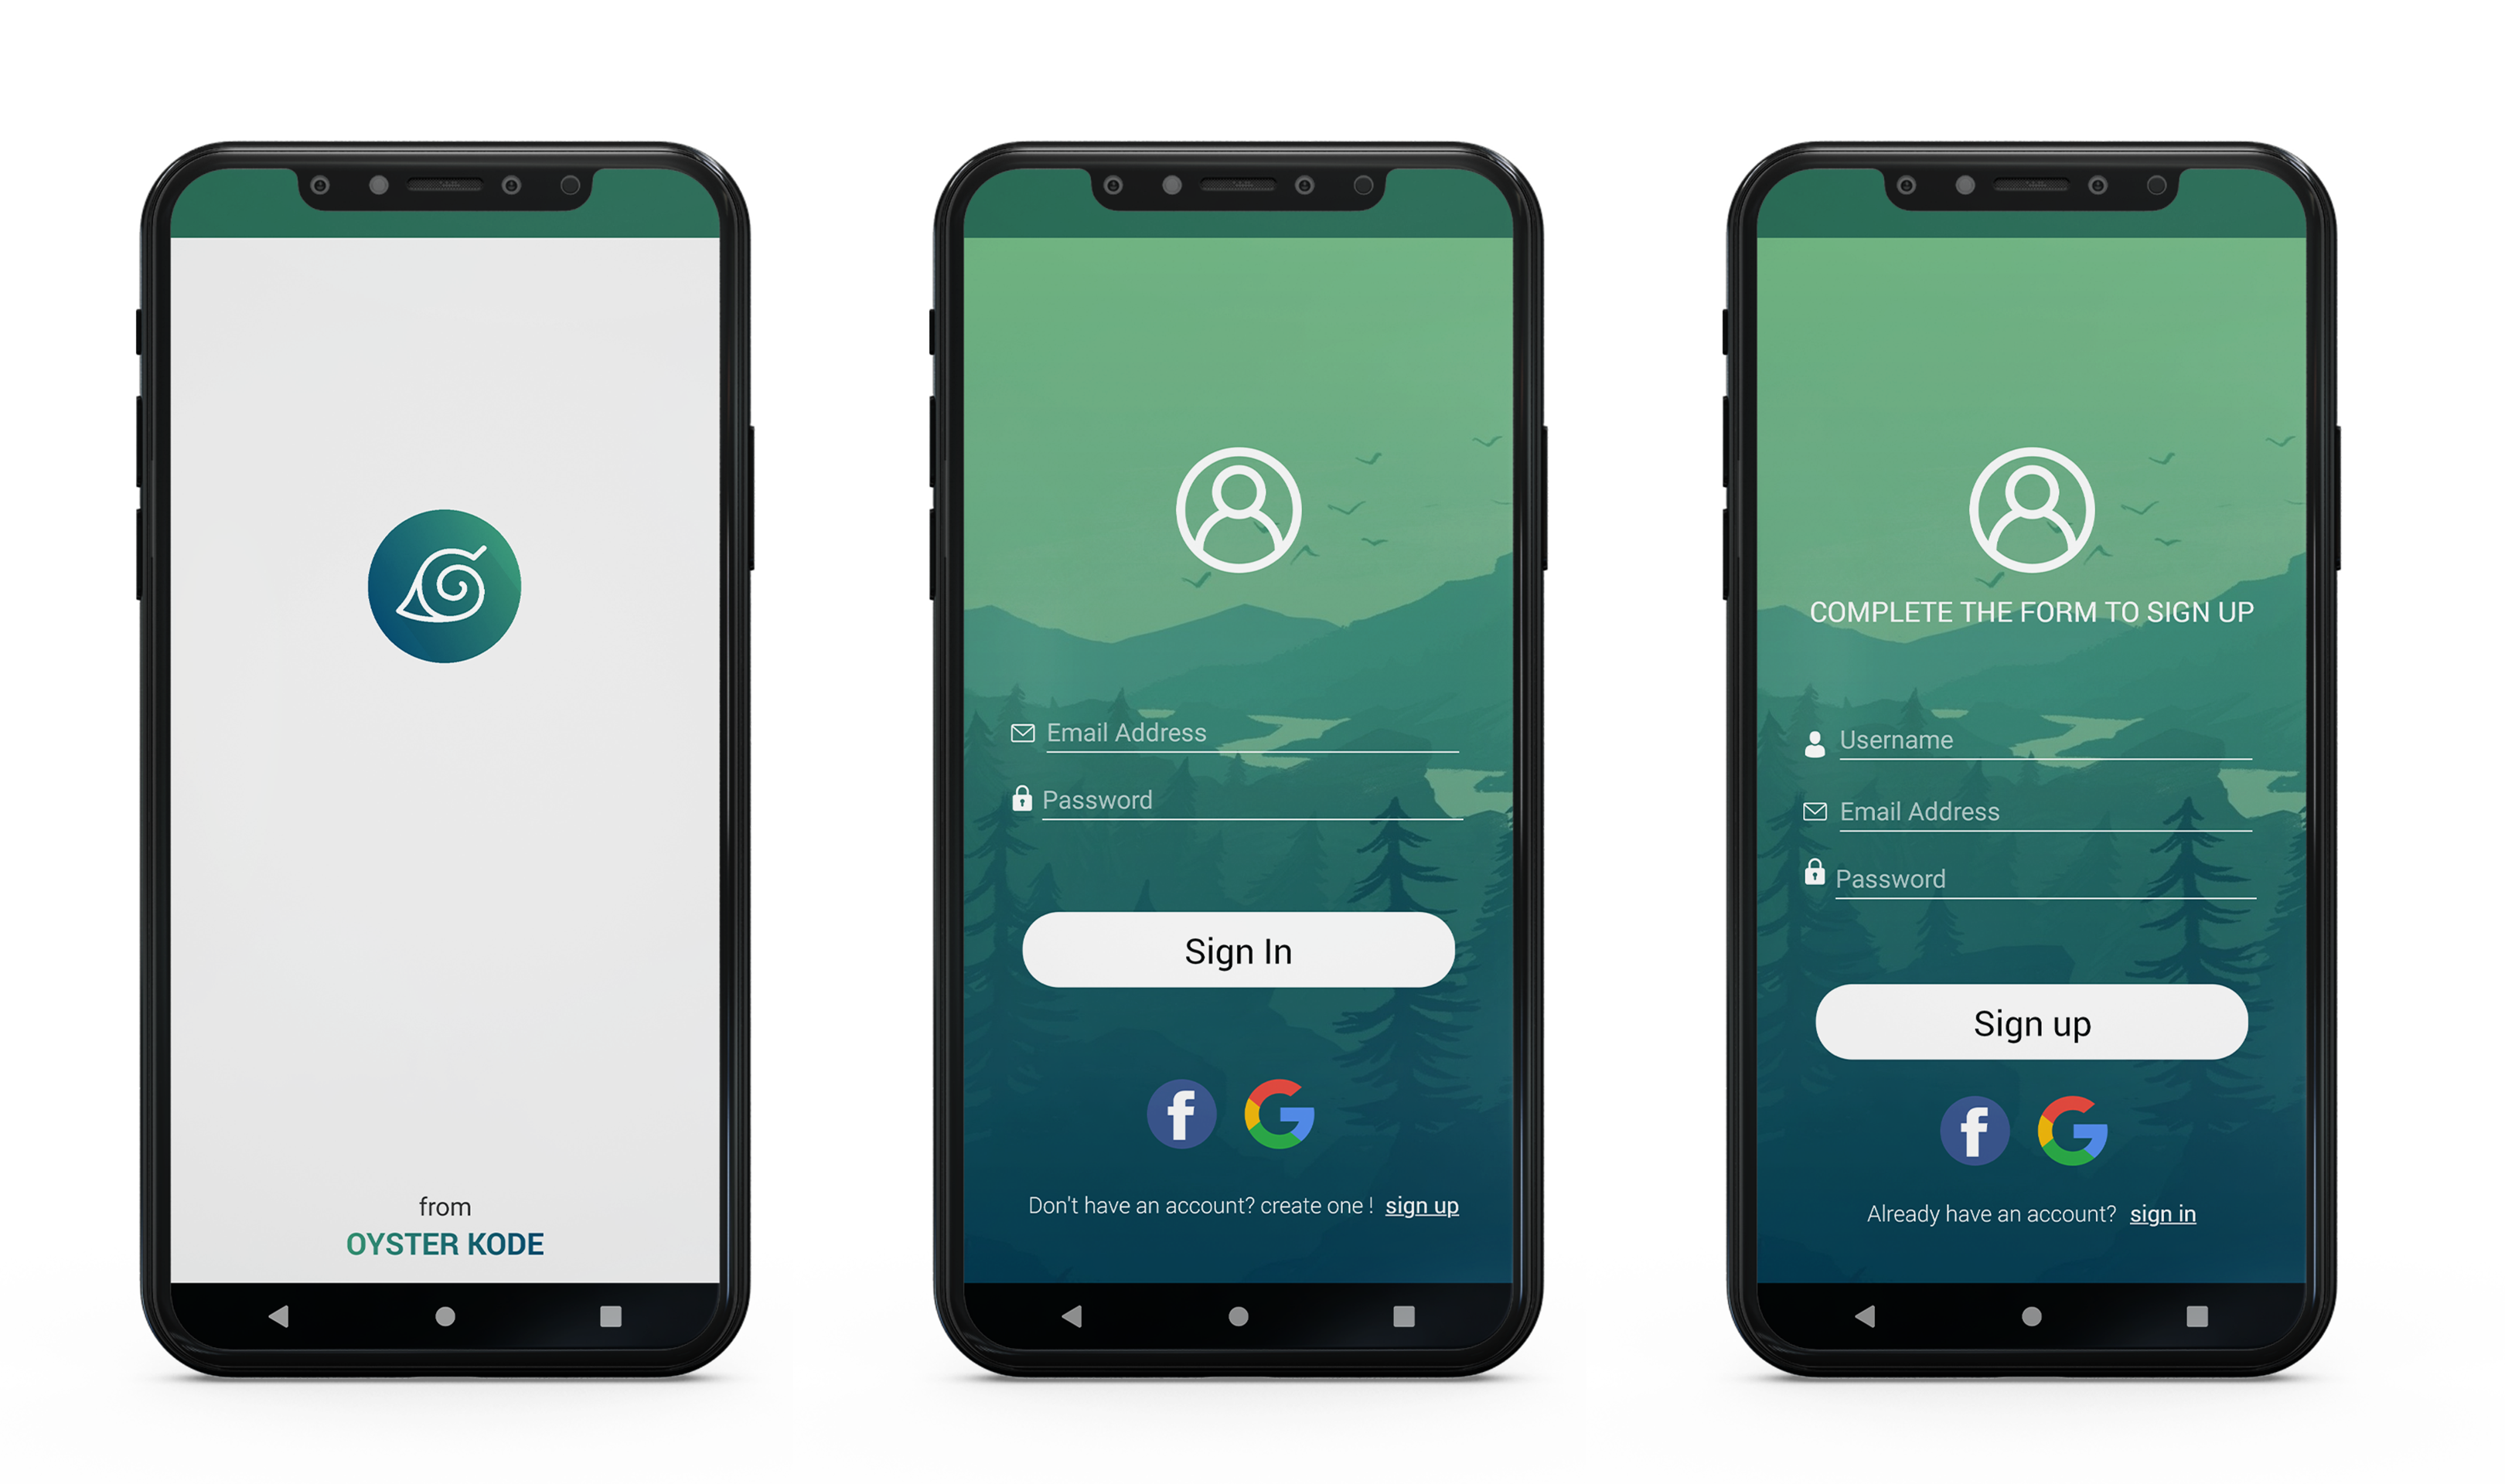 from
OYSTER KODE
Email Address
Password
Sign In
f G
Don't have an account? create one ! sign up
COMPLETE THE FORM TO SIGN UP
Username
Email Address
Password
Sign up
f G
Already have an account? sign in